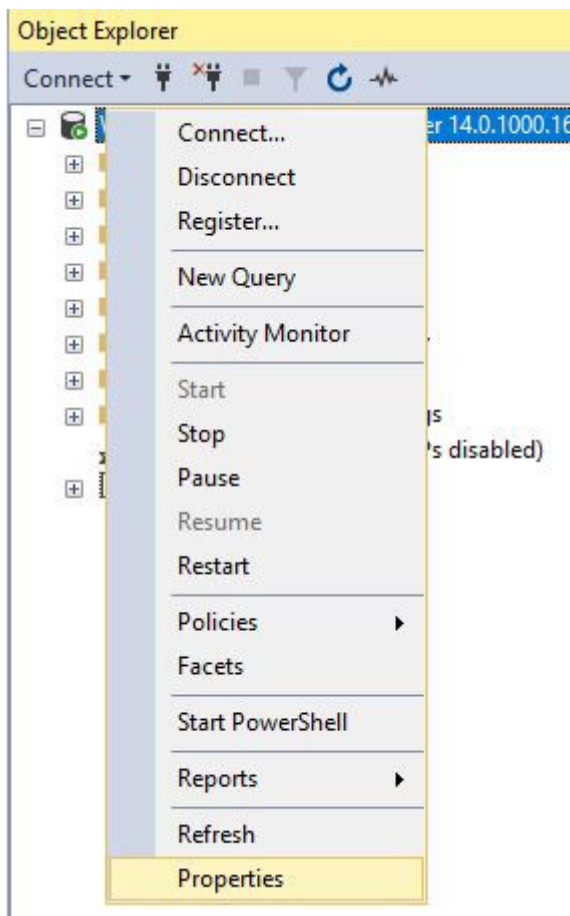 Object Explorer
Connect
er 14.0.1000.16
Connect...
Disconnect
Register...
New Query
Activity Monitor
Start
Stop
gs
Pause
's disabled)
Resume
Restart
Policies
Facets
Start PowerShell
Reports
Refresh
Properties